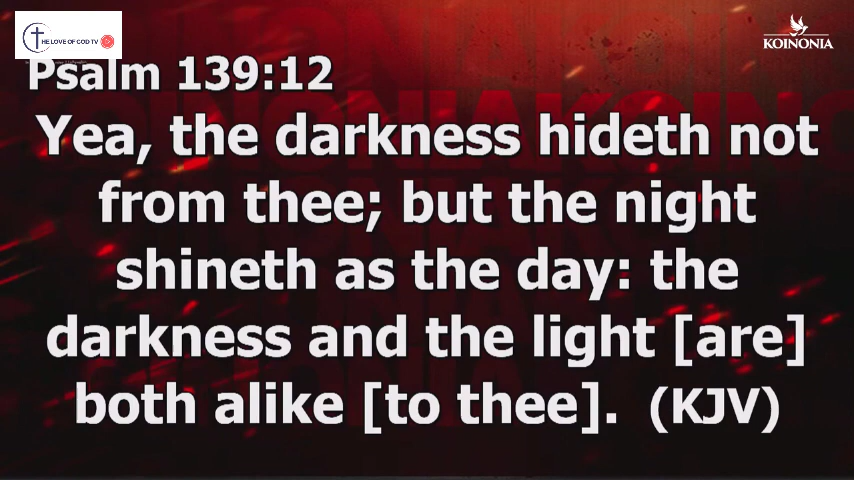 THE LOVE OF GOD TV
KOINONIA
Psalm 139:12
Yea, the darkness hideth not
from thee; but the night
shineth as the day: the
darkness and the light [are]
both alike [to thee]. (KJV)